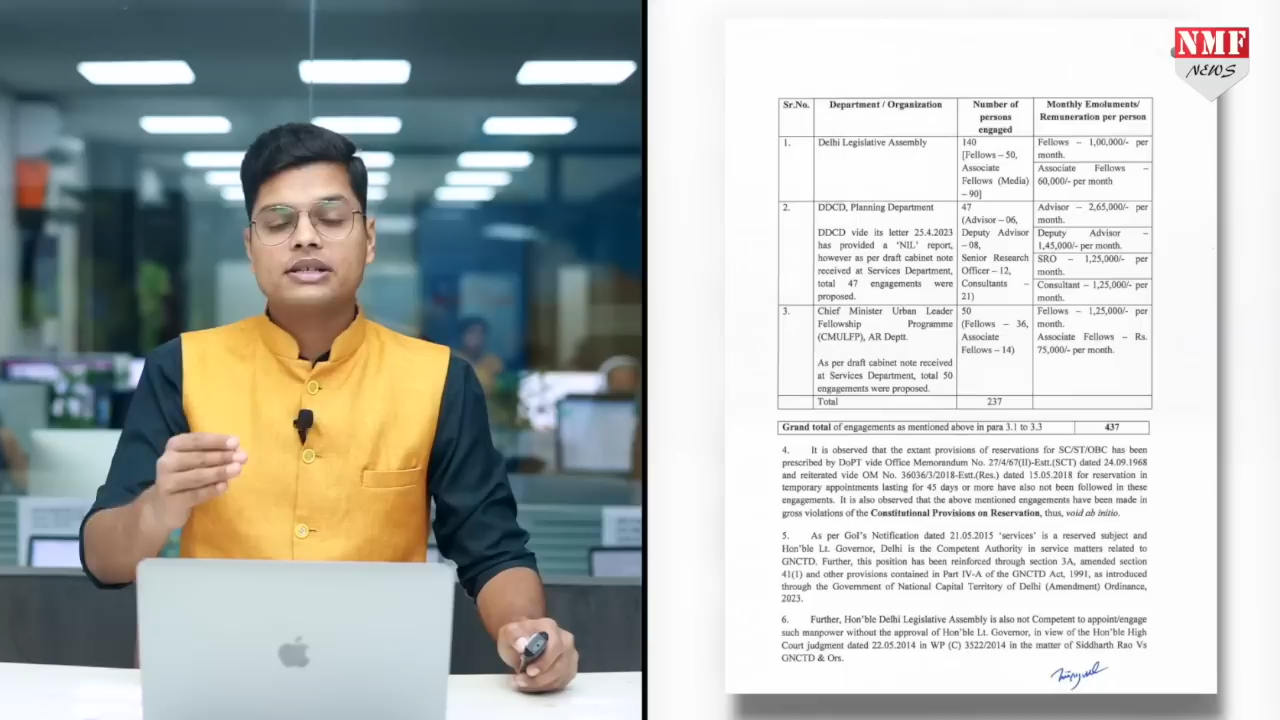 NMF
NEWS
Sr.No. Department / Organization Number of persons engaged Monthly Emoluments/ Remuneration per person
1. Delhi Legislative Assembly 140 Fellows – 1,00,000/- per
[Fellows – 50, month.
Associate Associate Fellows –
Fellows (Media) 60,000/- per month
– 90]
2. DDCD, Planning Department 47 Advisor – 2,65,000/- per
(Advisor – 06, month.
DDCD vide its letter 25.4.2023 Deputy Advisor Deputy Advisor –
has provided a ‘NIL’ report, – 08, 1,45,000/- per month.
however as per draft cabinet note Senior Research SRO – 1,25,000/- per
received at Services Department, Officer – 12, month.
total 47 engagements were Consultants – Consultant – 1,25,000/- per
proposed. 21) month.
3. Chief Minister Urban Leader 50 Fellows – 1,25,000/- per
Fellowship Programme (Fellows – 36, month.
(CMULFP), AR Deptt. Associate Associate Fellows – Rs.
Fellows – 14) 75,000/- per month.
As per draft cabinet note received
at Services Department, total 50
engagements were proposed.
Total 237
Grand total of engagements as mentioned above in para 3.1 to 3.3 437
4. It is observed that the extant provisions of reservations for SC/ST/OBC has been
prescribed by DoPT vide Office Memorandum No. 27/4/67(II)-Estt.(SCT) dated 24.09.1968
and reiterated vide OM No. 36036/3/2018-Estt.(Res.) dated 15.05.2018 for reservation in
temporary appointments lasting for 45 days or more have also not been followed in these
engagements. It is also observed that the above mentioned engagements have been made in
gross violations of the Constitutional Provisions on Reservation, thus, void ab initio.
5. As per GoI’s Notification dated 21.05.2015 ‘services’ is a reserved subject and
Hon’ble Lt. Governor, Delhi is the Competent Authority in service matters related to
GNCTD. Further, this position has been reinforced through section 3A, amended section
41(1) and other provisions contained in Part IV-A of the GNCTD Act, 1991, as introduced
through the Government of National Capital Territory of Delhi (Amendment) Ordinance,
2023.
6. Further, Hon’ble Delhi Legislative Assembly is also not Competent to appoint/engage
such manpower without the approval of Hon’ble Lt. Governor, in view of the Hon’ble High
Court judgment dated 22.05.2014 in WP (C) 3522/2014 in the matter of Siddharth Rao Vs
GNCTD & Ors.